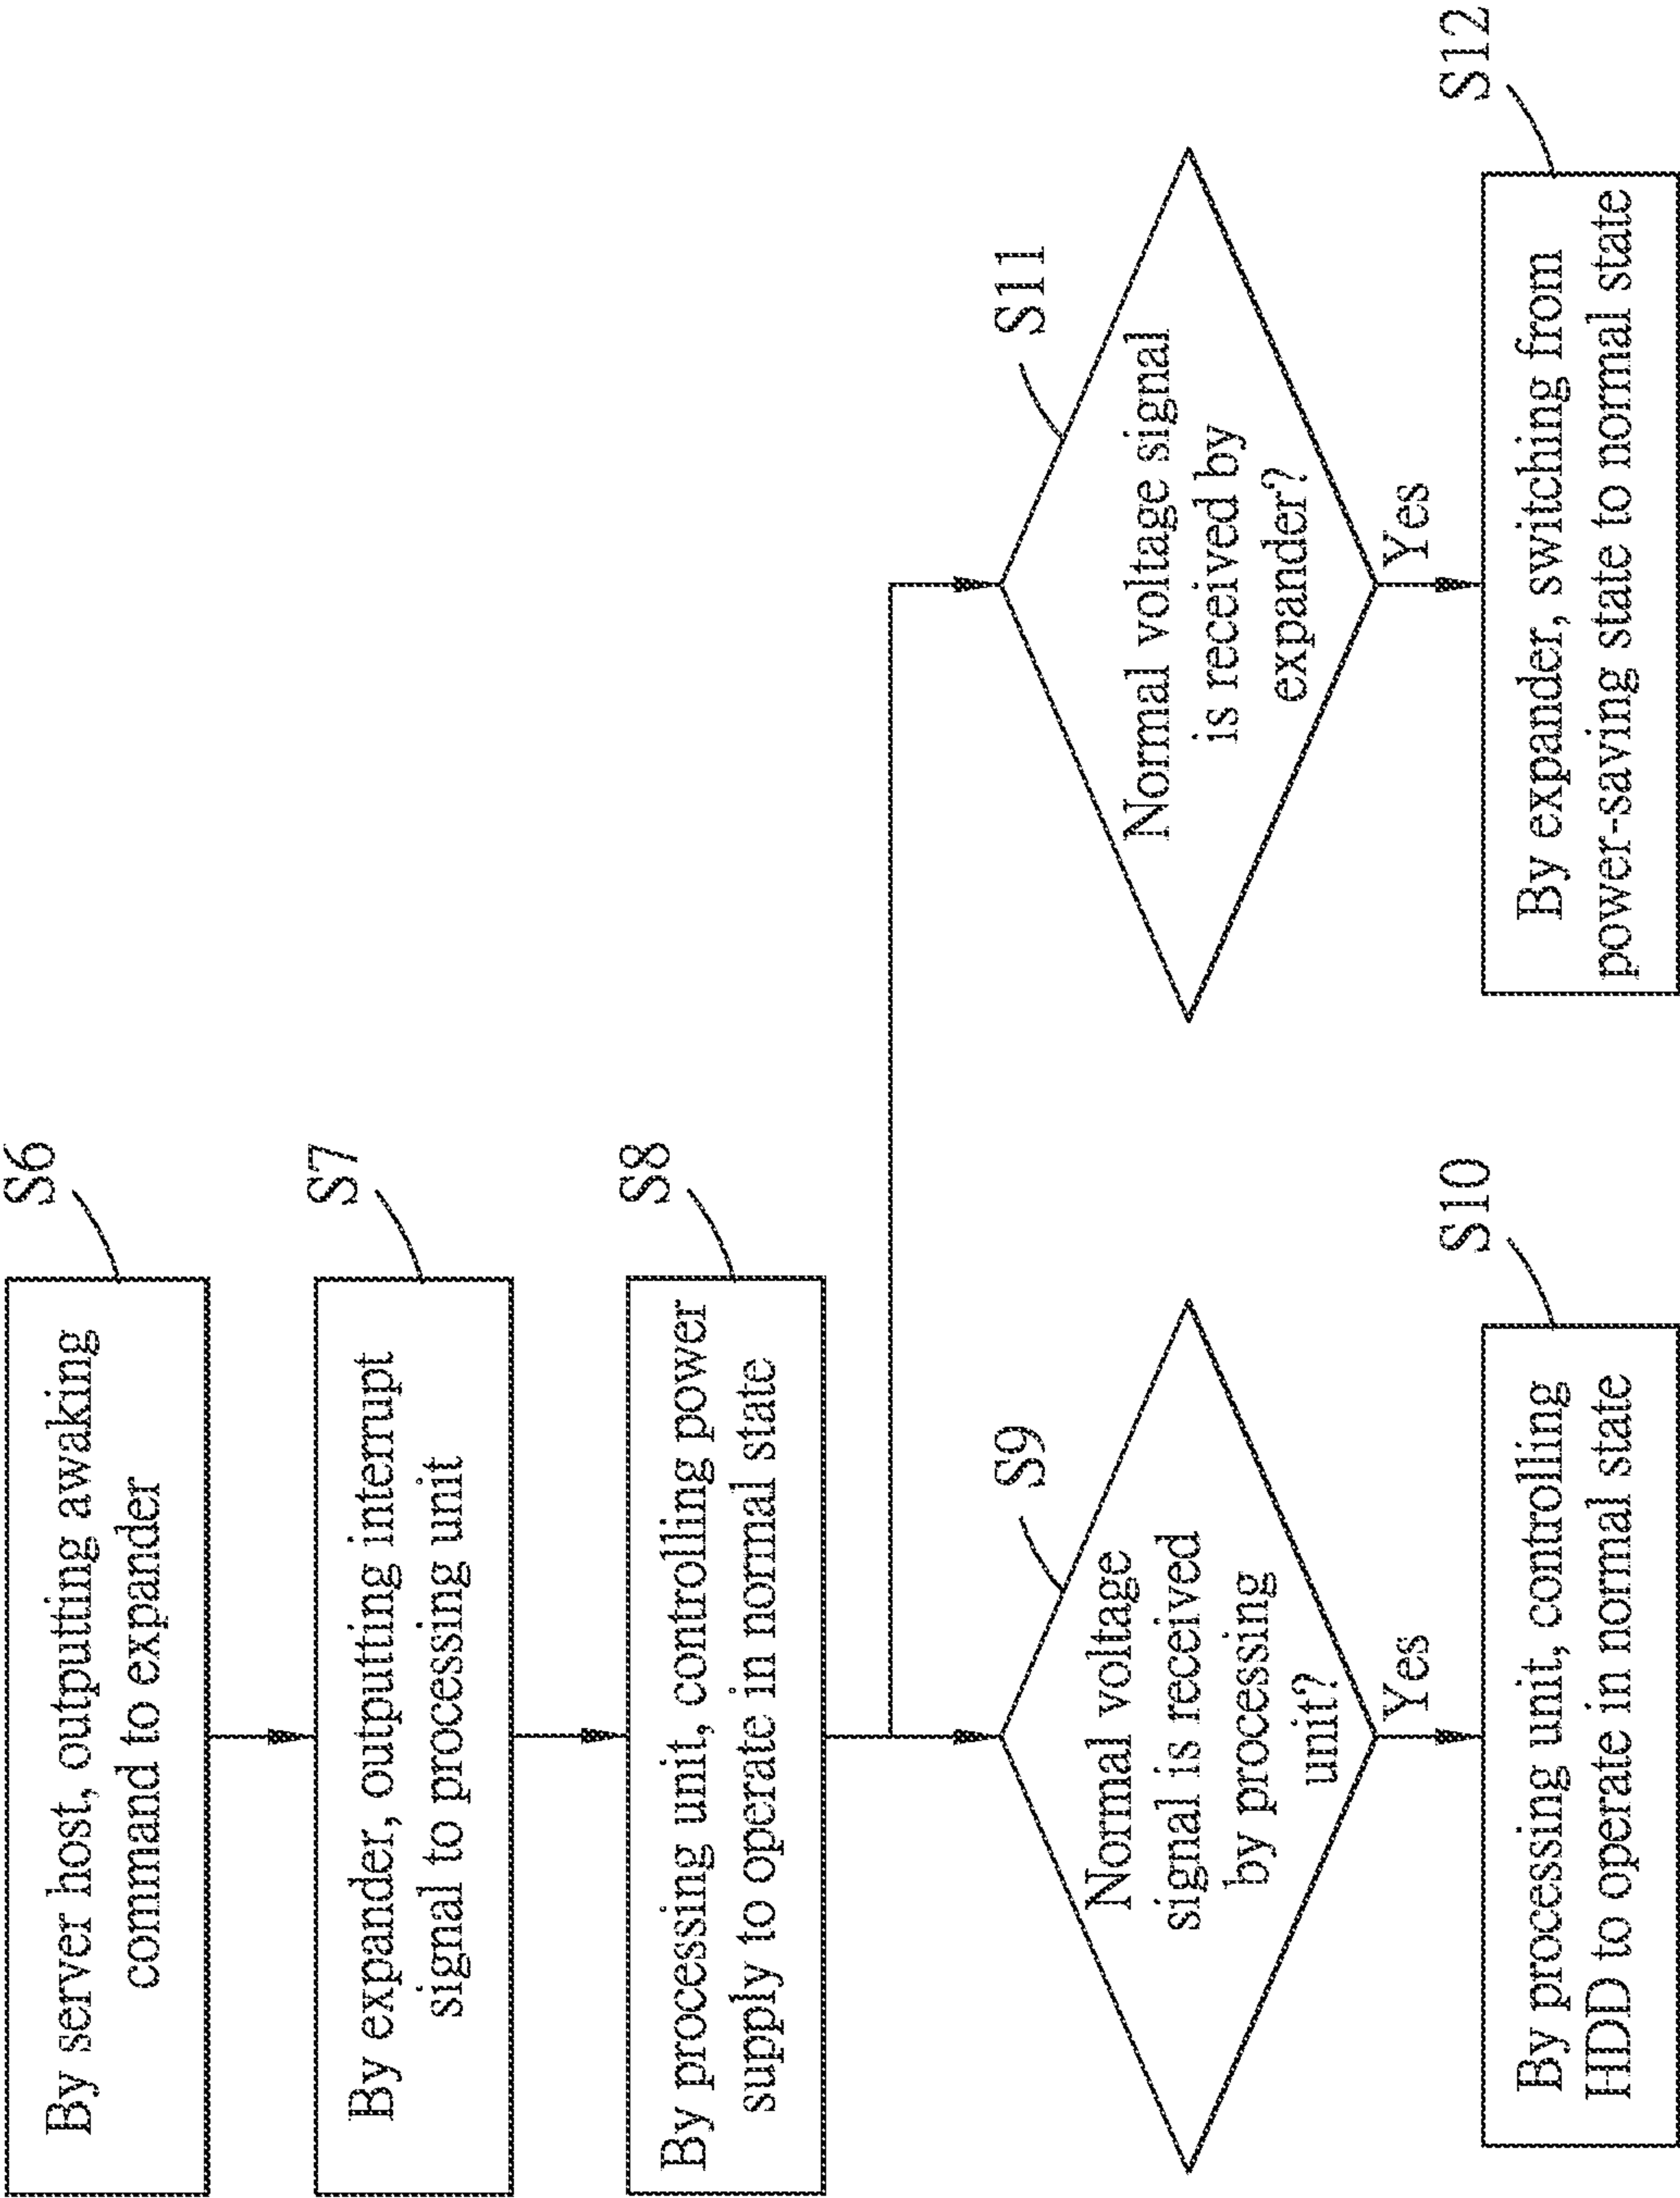 S6
By server host, outputing awaking
command to expander
S7
By expander, outputting interrupt
signal to processing unit
S8
By processing unit, controlling power
supply to operate in normal state
S9
Normal voltage
signal is received
by processing
unit?
Yes
S10
By processing unit, controlling
HDD to operate in normal state
S11
Normal voltage signal
is received by
expander?
Yes
S12
By expander, switching from
power-saving state to normal state